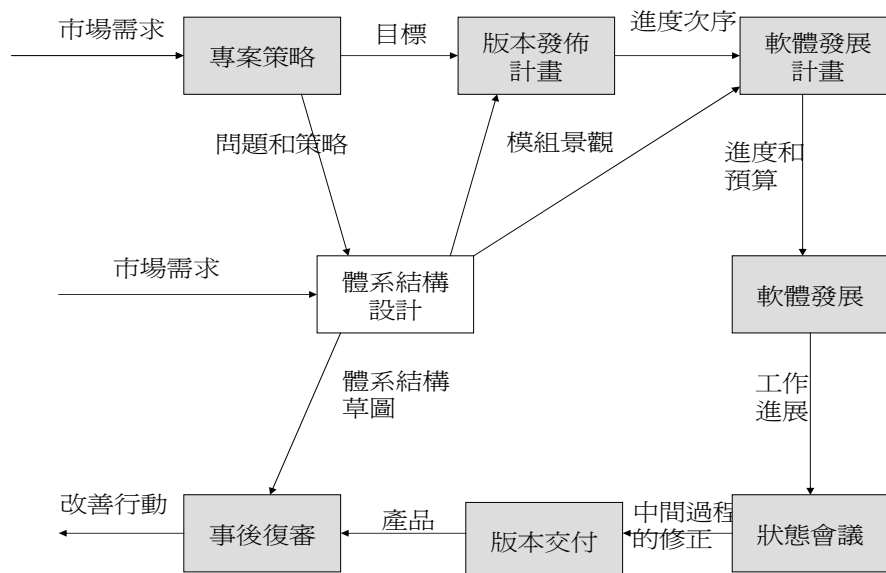 市場需求
專案策略
目標
版本發佈
計畫
進度次序
軟體發展
計畫
問題和策略
模組景觀
進度和
預算
市場需求
體系結構
設計
軟體發展
體系結構
草圖
工作
進展
改善行動
事後復審
產品
版本交付
中間過程
的修正
狀態會議